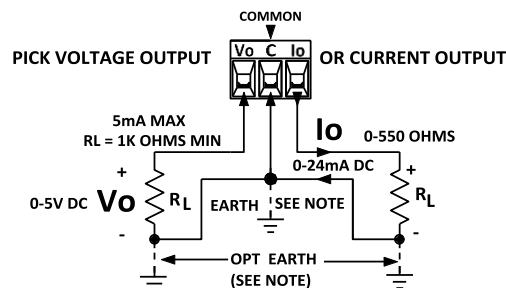 COMMON
Vo C Io
PICK VOLTAGE OUTPUT
OR CURRENT OUTPUT
5mA MAX
RL = 1K OHMS MIN
Io
0-550 OHMS
0-24mA DC
+
+
0-5V DC
Vo
RL
EARTH
SEE NOTE
RL
-
-
OPT EARTH
(SEE NOTE)